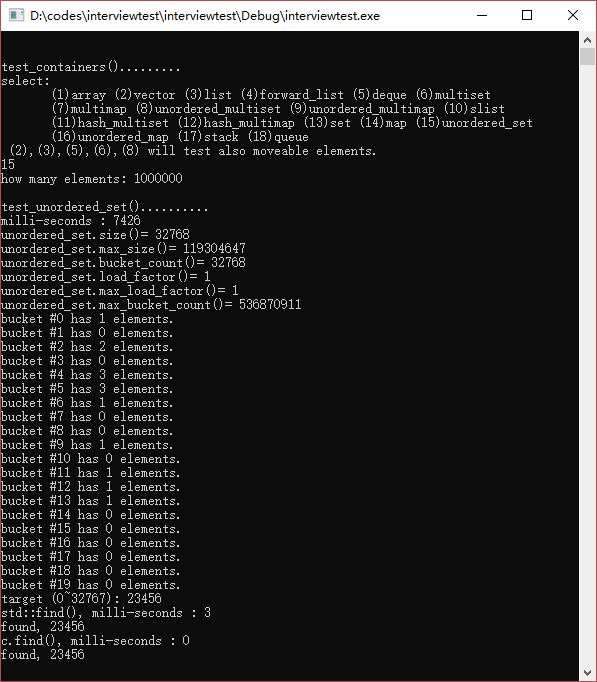 D:\codes\interviewtest\interviewtest\Debug\interviewtest.exe
test_containers().........
select:
(1)array (2)vector (3)list (4)forward_list (5)deque (6)multiset
(7)multimap (8)unordered_multiset (9)unordered_multimap (10)slist
(11)hash_multiset (12)hash_multimap (13)set (14)map (15)unordered_set
(16)unordered_map (17)stack (18)queue
(2),(3),(5),(6),(8) will test also moveable elements.
15
how many elements: 1000000
test_unordered_set()..........
milli-seconds : 7426
unordered_set.size()= 32768
unordered_set.max_size()= 119304647
unordered_set.bucket_count()= 32768
unordered_set.load_factor()= 1
unordered_set.max_load_factor()= 1
unordered_set.max_bucket_count()= 536870911
bucket #0 has 1 elements.
bucket #1 has 0 elements.
bucket #2 has 2 elements.
bucket #3 has 0 elements.
bucket #4 has 3 elements.
bucket #5 has 3 elements.
bucket #6 has 1 elements.
bucket #7 has 0 elements.
bucket #8 has 0 elements.
bucket #9 has 1 elements.
bucket #10 has 0 elements.
bucket #11 has 1 elements.
bucket #12 has 1 elements.
bucket #13 has 1 elements.
bucket #14 has 0 elements.
bucket #15 has 0 elements.
bucket #16 has 0 elements.
bucket #17 has 0 elements.
bucket #18 has 0 elements.
bucket #19 has 0 elements.
target (0~32767): 23456
std::find(), milli-seconds : 3
found, 23456
c.find(), milli-seconds : 0
found, 23456